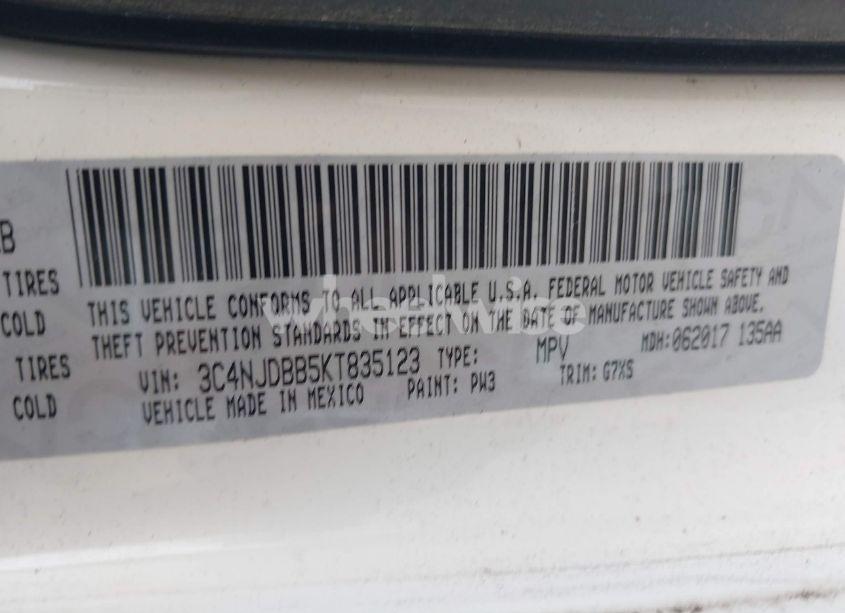 B
TIRES
COLD
TIRES
COLD
THIS VEHICLE CONFORMS TO ALL APPLICABLE U.S.A. FEDERAL MOTOR VEHICLE SAFETY AND
THEFT PREVENTION STANDARDS IN EFFECT ON THE DATE OF MANUFACTURE SHOWN ABOVE.
VIN: 3C4NJDBB5KT835123 TYPE: MPV MDH:062017 135AA
VEHICLE MADE IN MEXICO PAINT: PW3 TRIM: G7XS
wheelwise